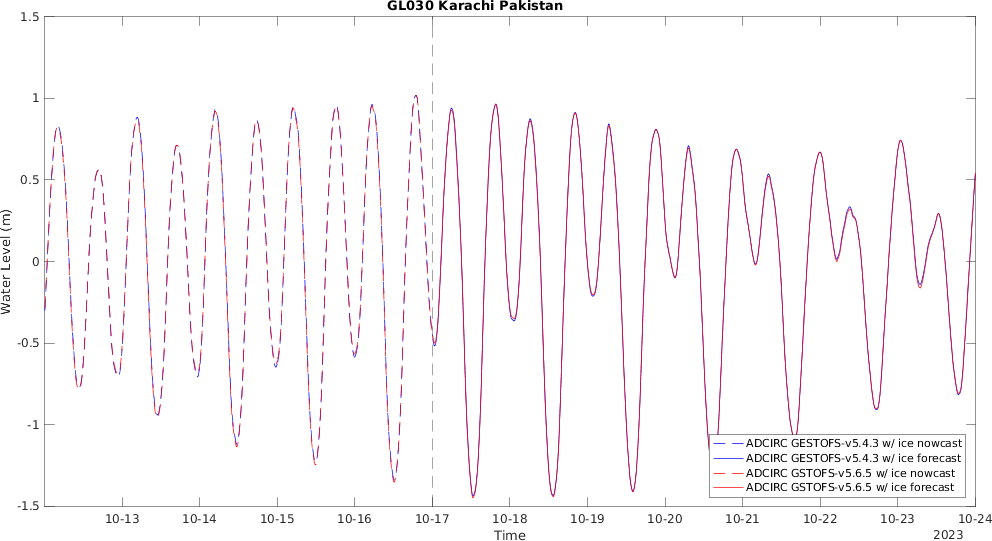 GL030 Karachi Pakistan
1.5
1
0.5
0
-0.5
-1
-1.5
Water Level (m)
ADCIRC GESTOFS-v5.4.3 w/ ice nowcast
ADCIRC GESTOFS-v5.4.3 w/ ice forecast
ADCIRC GSTOFS-v5.6.5 w/ ice nowcast
ADCIRC GSTOFS-v5.6.5 w/ ice forecast
10-13 10-14 10-15 10-16 10-17 10-18 10-19 10-20 10-21 10-22 10-23 10-24
Time
2023